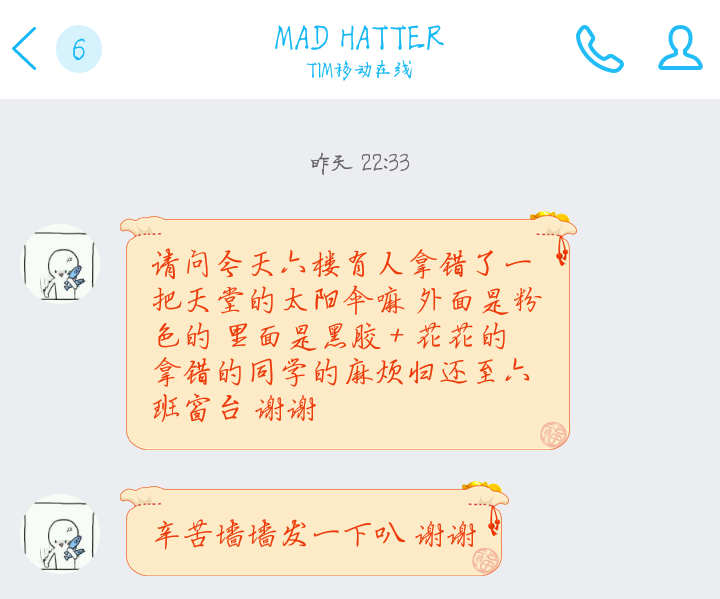 6
MAD HATTER
TIM移动在线
昨天 22:33
请问今天六楼有人拿错了一
把天堂的太阳伞嘛 外面是粉
色的 里面是黑胶+花花的
拿错的同学的麻烦归还至六
班窗台 谢谢
福
辛苦墙墙发一下叭 谢谢
福